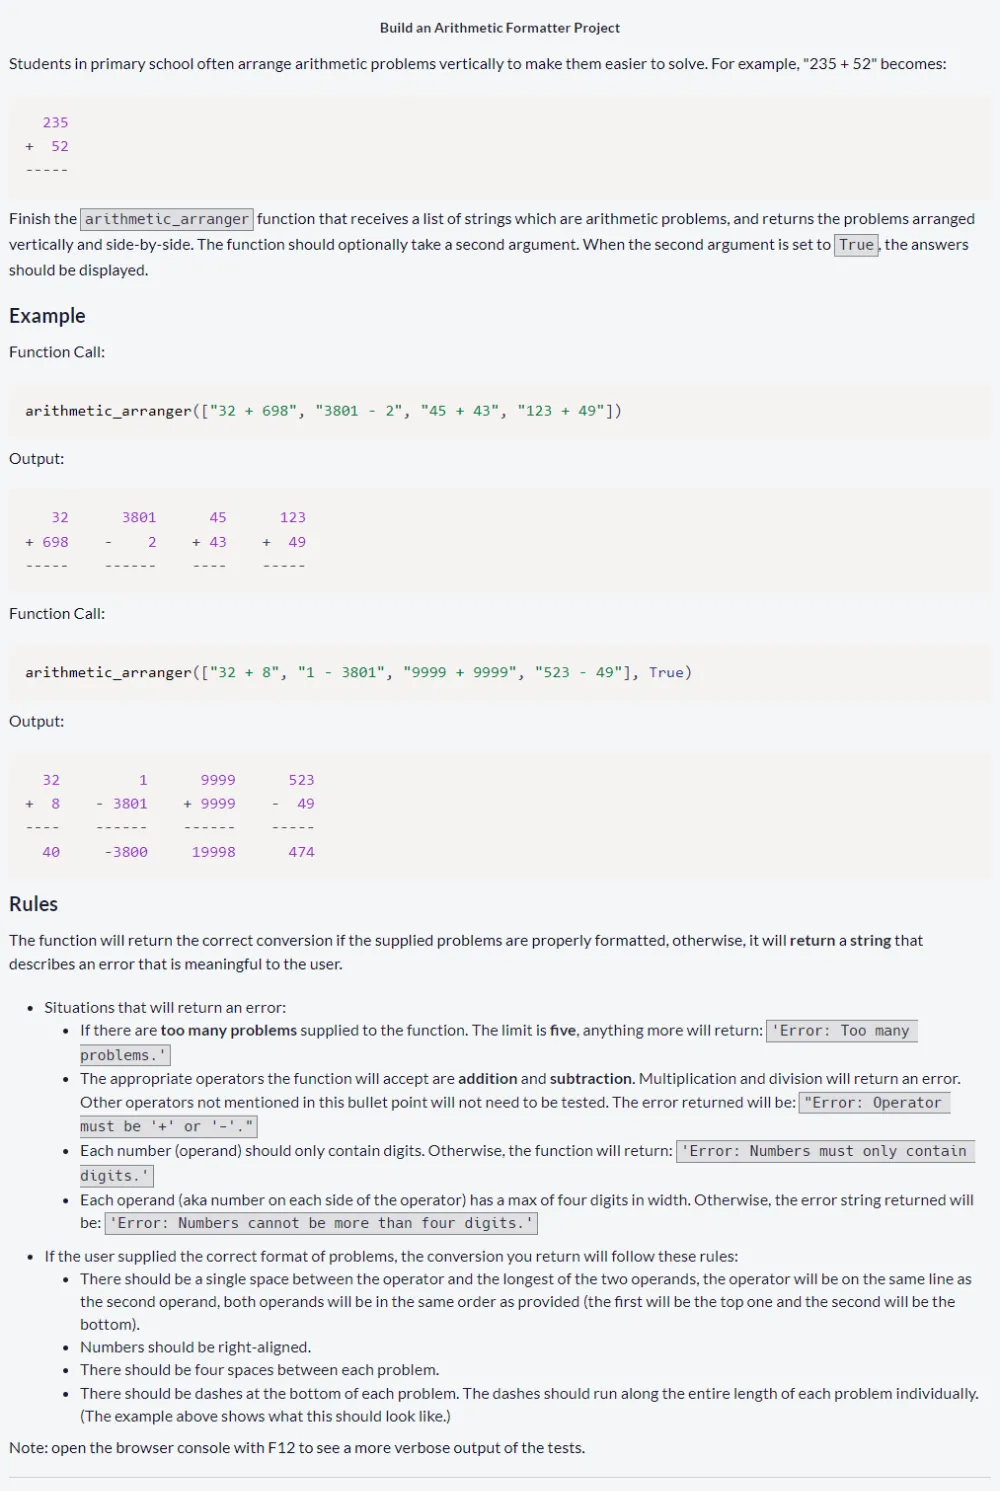 Build an Arithmetic Formatter Project
Students in primary school often arrange arithmetic problems vertically to make them easier to solve. For example, "235 + 52" becomes:
  235
+  52
-----
Finish the arithmetic_arranger function that receives a list of strings which are arithmetic problems, and returns the problems arranged
vertically and side-by-side. The function should optionally take a second argument. When the second argument is set to True, the answers
should be displayed.
Example
Function Call:
arithmetic_arranger(["32 + 698", "3801 - 2", "45 + 43", "123 + 49"])
Output:
   32      3801      45      123
+ 698    -    2    + 43    +  49
-----    ------    ----    -----
Function Call:
arithmetic_arranger(["32 + 8", "1 - 3801", "9999 + 9999", "523 - 49"], True)
Output:
  32         1      9999      523
+  8    - 3801    + 9999    -  49
----    ------    ------    -----
  40     -3800     19998      474
Rules
The function will return the correct conversion if the supplied problems are properly formatted, otherwise, it will return a string that
describes an error that is meaningful to the user.
• Situations that will return an error:
• If there are too many problems supplied to the function. The limit is five, anything more will return: 'Error: Too many
problems.'
• The appropriate operators the function will accept are addition and subtraction. Multiplication and division will return an error.
Other operators not mentioned in this bullet point will not need to be tested. The error returned will be: "Error: Operator
must be '+' or '-'."
• Each number (operand) should only contain digits. Otherwise, the function will return: 'Error: Numbers must only contain
digits.'
• Each operand (aka number on each side of the operator) has a max of four digits in width. Otherwise, the error string returned will
be: 'Error: Numbers cannot be more than four digits.'
• If the user supplied the correct format of problems, the conversion you return will follow these rules:
• There should be a single space between the operator and the longest of the two operands, the operator will be on the same line as
the second operand, both operands will be in the same order as provided (the first will be the top one and the second will be the
bottom).
• Numbers should be right-aligned.
• There should be four spaces between each problem.
• There should be dashes at the bottom of each problem. The dashes should run along the entire length of each problem individually.
(The example above shows what this should look like.)
Note: open the browser console with F12 to see a more verbose output of the tests.